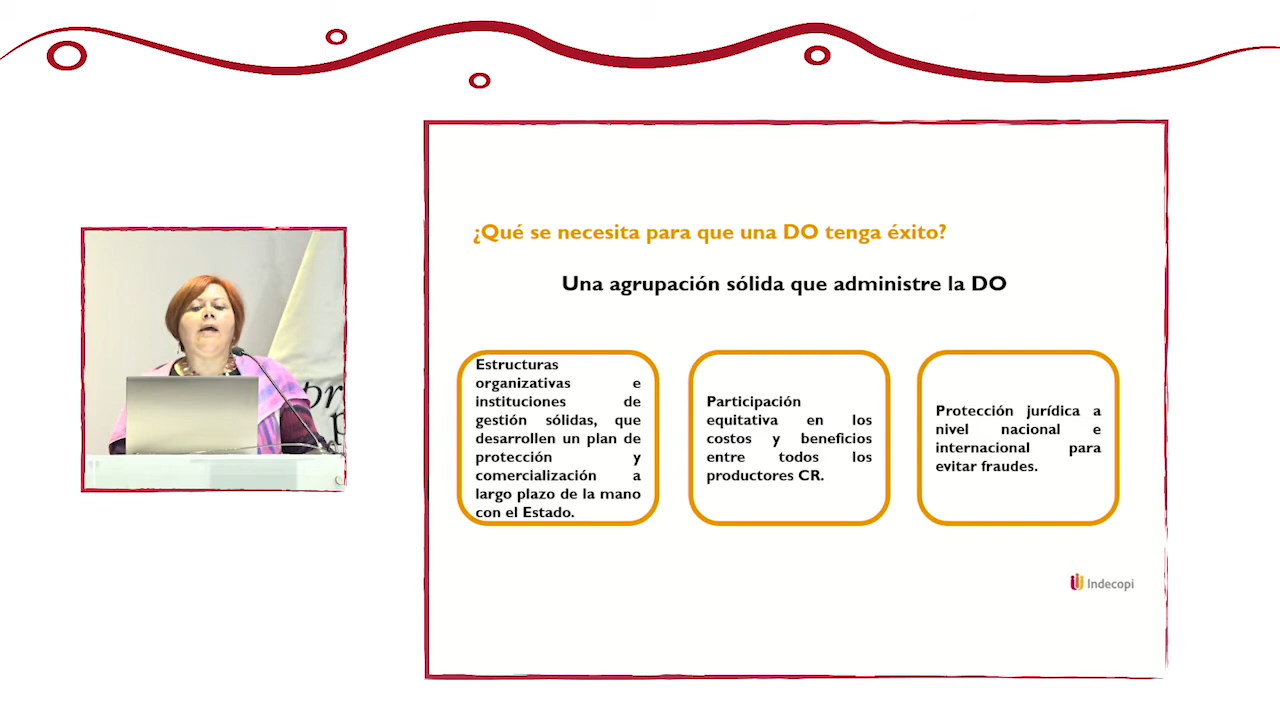 ¿Qué se necesita para que una DO tenga éxito?
Una agrupación sólida que administre la DO
Estructuras
organizativas e
instituciones de
gestión sólidas, que
desarrollen un plan de
protección y
comercialización a
largo plazo de la mano
con el Estado.
Participación
equitativa en los
costos y beneficios
entre todos los
productores CR.
Protección jurídica a
nivel nacional e
internacional para
evitar fraudes.
Indecopi